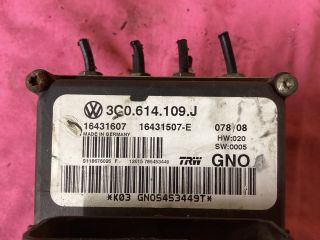 3C0.614.109.J
16431607 16431507-E 078/08
MADE IN GERMANY HW:020
SW:0005
TRW GNO
*K03 GNO5453449T*